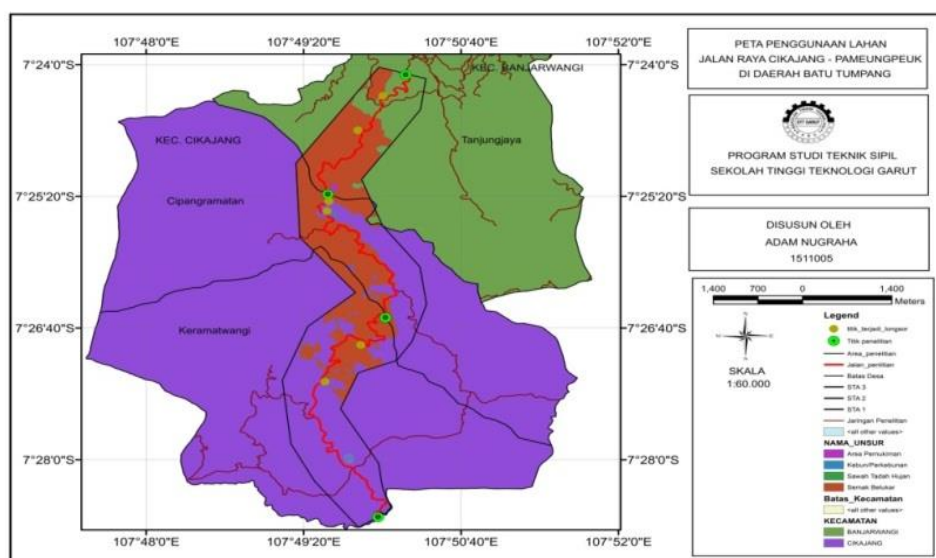 107°48'0"E 107°49'20"E 107°50'40"E 107°52'0"E
7°24'0"S 7°24'0"S
7°25'20"S 7°25'20"S
7°26'40"S 7°26'40"S
7°28'0"S 7°28'0"S
107°48'0"E 107°49'20"E 107°50'40"E 107°52'0"E
KEC. BANJARWANGI
KEC. CIKAJANG
Tanjungjaya
Cipangramatan
Keramatwangi
PETA PENGGUNAAN LAHAN
JALAN RAYA CIKAJANG - PAMEUNGPEUK
DI DAERAH BATU TUMPANG
PROGRAM STUDI TEKNIK SIPIL
SEKOLAH TINGGI TEKNOLOGI GARUT
DISUSUN OLEH
ADAM NUGRAHA
1511005
1,400 700 0 1,400
Meters
SKALA
1:60.000
Legend
titik_terjadi_longsor
Titik penelitian
Area_penelitian
Jalan_penltian
Batas Desa
STA 3
STA 2
STA 1
Jaringan Penelitian
<all other values>
NAMA_UNSUR
Area Pemukiman
Kebun/Perkebunan
Sawah Tadah Hujan
Semak Belukar
Batas_Kecamatan
<all other values>
KECAMATAN
BANJARWANGI
CIKAJANG